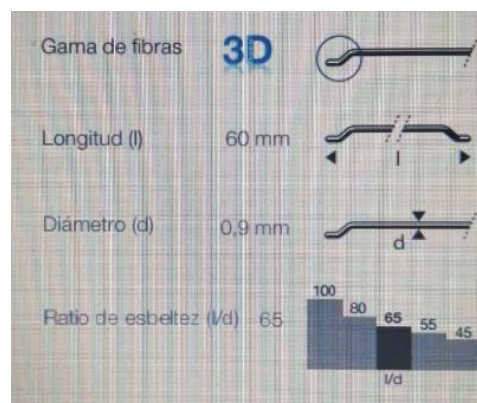 Gama de fibras 3D
Longitud (l) 60 mm
l
Diámetro (d) 0,9 mm
d
Ratio de esbeltez (l/d) 65
100 80 65 55 45
l/d